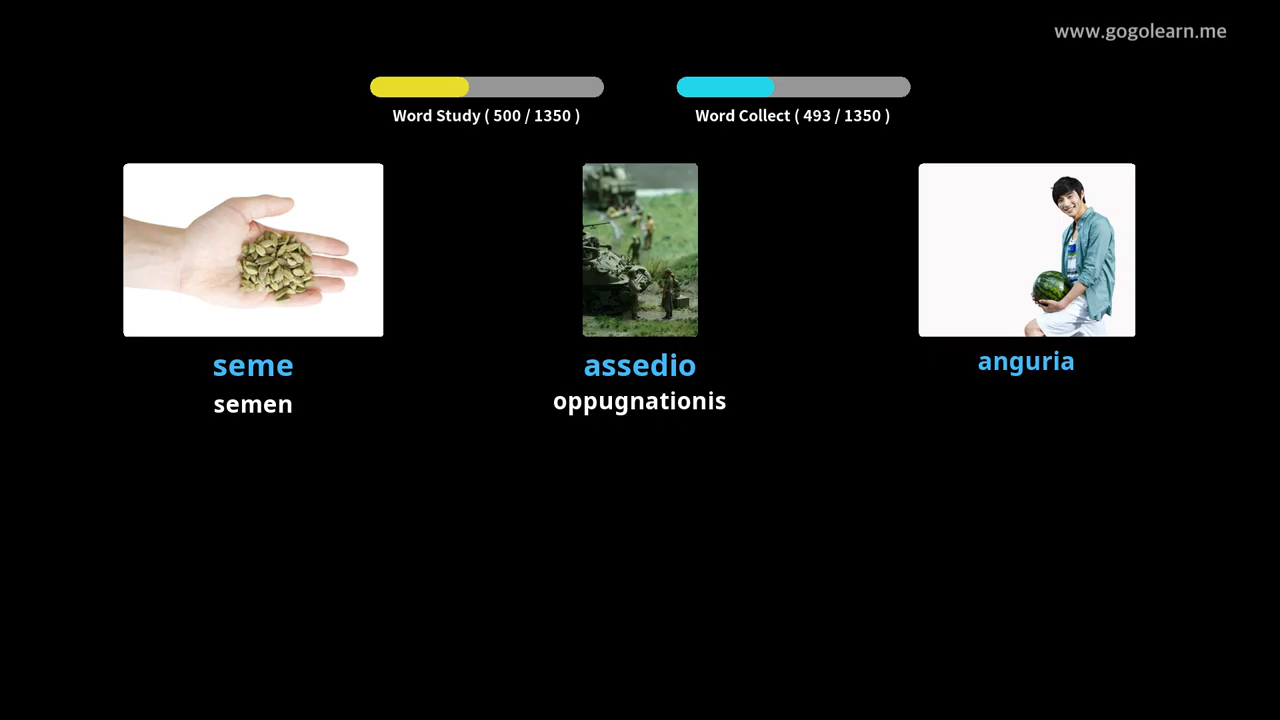 www.gogolearn.me
Word Study ( 500 / 1350 )
Word Collect ( 493 / 1350 )
seme
semen
assedio
oppugnationis
anguria